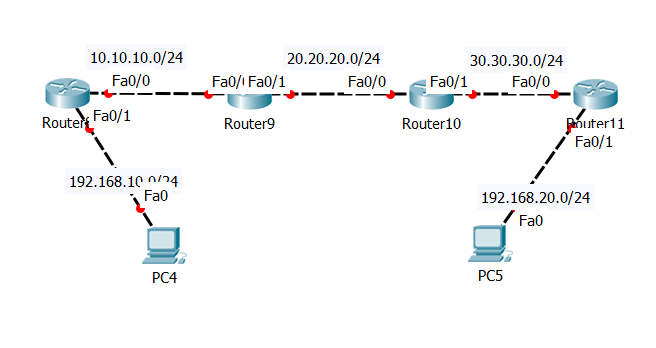 10.10.10.0/24
20.20.20.0/24
30.30.30.0/24
Fa0/0
Fa0/1
Fa0/0
Fa0/1
Fa0/0
Router9
Router10
Router11
Fa0/1
Fa0/1
192.168.10.0/24
Fa0
192.168.20.0/24
Fa0
PC4
PC5